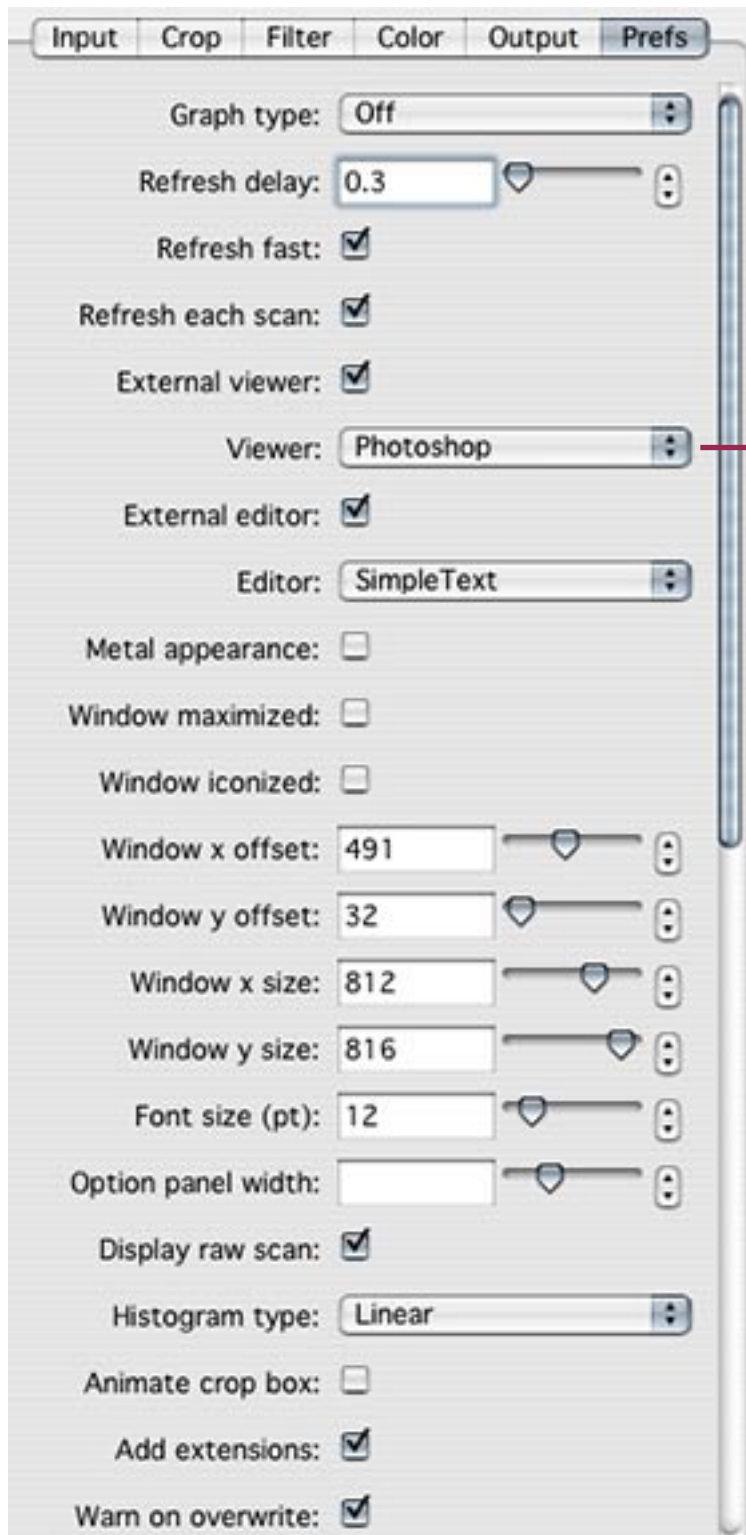 Input Crop Filter Color Output Prefs
Graph type: Off
Refresh delay: 0.3
Refresh fast:
Refresh each scan:
External viewer:
Viewer: Photoshop
External editor:
Editor: SimpleText
Metal appearance:
Window maximized:
Window iconized:
Window x offset: 491
Window y offset: 32
Window x size: 812
Window y size: 816
Font size (pt): 12
Option panel width:
Display raw scan:
Histogram type: Linear
Animate crop box:
Add extensions:
Warn on overwrite: